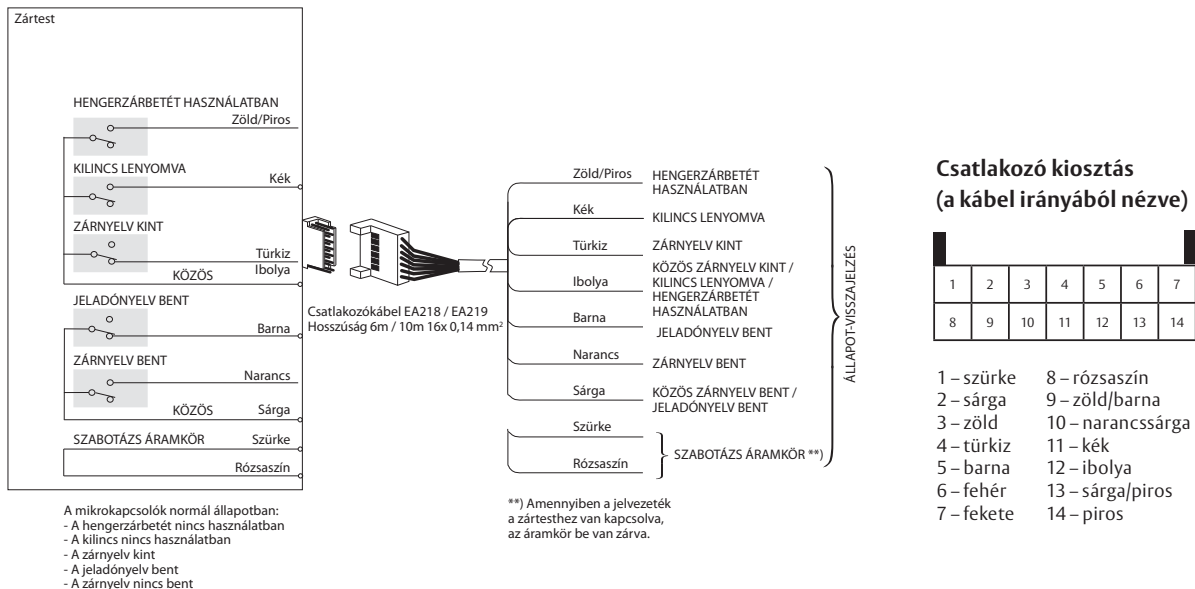 Zártest
HENGERZÁRBETÉT HASZNÁLATBAN
Zöld/Piros
KILINCS LENYOMVA
Kék
ZÁRNYELV KINT
Türkiz
Ibolya
KÖZÖS
JELADÓNYELV BENT
Barna
ZÁRNYELV BENT
Narancs
KÖZÖS
Sárga
SZABOTÁZS ÁRAMKÖR
Szürke
Rózsaszín
A mikrokapcsolók normál állapotban:
- A hengerzárbetét nincs használatban
- A kilincs nincs használatban
- A zárnyelv kint
- A jeladónyelv bent
- A zárnyelv nincs bent
Csatlakozókábel EA218 / EA219
Hosszúság 6m / 10m 16x 0,14 mm²
Zöld/Piros
HENGERZÁRBETÉT
HASZNÁLATBAN
Kék
KILINCS LENYOMVA
Türkiz
ZÁRNYELV KINT
Ibolya
KÖZÖS ZÁRNYELV KINT /
KILINCS LENYOMVA /
HENGERZÁRBETÉT
HASZNÁLATBAN
Barna
JELADÓNYELV BENT
Narancs
ZÁRNYELV BENT
Sárga
KÖZÖS ZÁRNYELV BENT /
JELADÓNYELV BENT
Szürke
Rózsaszín
SZABOTÁZS ÁRAMKÖR **)
ÁLLAPOT-VISSZAJELZÉS
**) Amennyiben a jelvezeték
a zártesthez van kapcsolva,
az áramkör be van zárva.
Csatlakozó kiosztás
(a kábel irányából nézve)
1 2 3 4 5 6 7
8 9 10 11 12 13 14
1 – szürke
2 – sárga
3 – zöld
4 – türkiz
5 – barna
6 – fehér
7 – fekete
8 – rózsaszín
9 – zöld/barna
10 – narancssárga
11 – kék
12 – ibolya
13 – sárga/piros
14 – piros